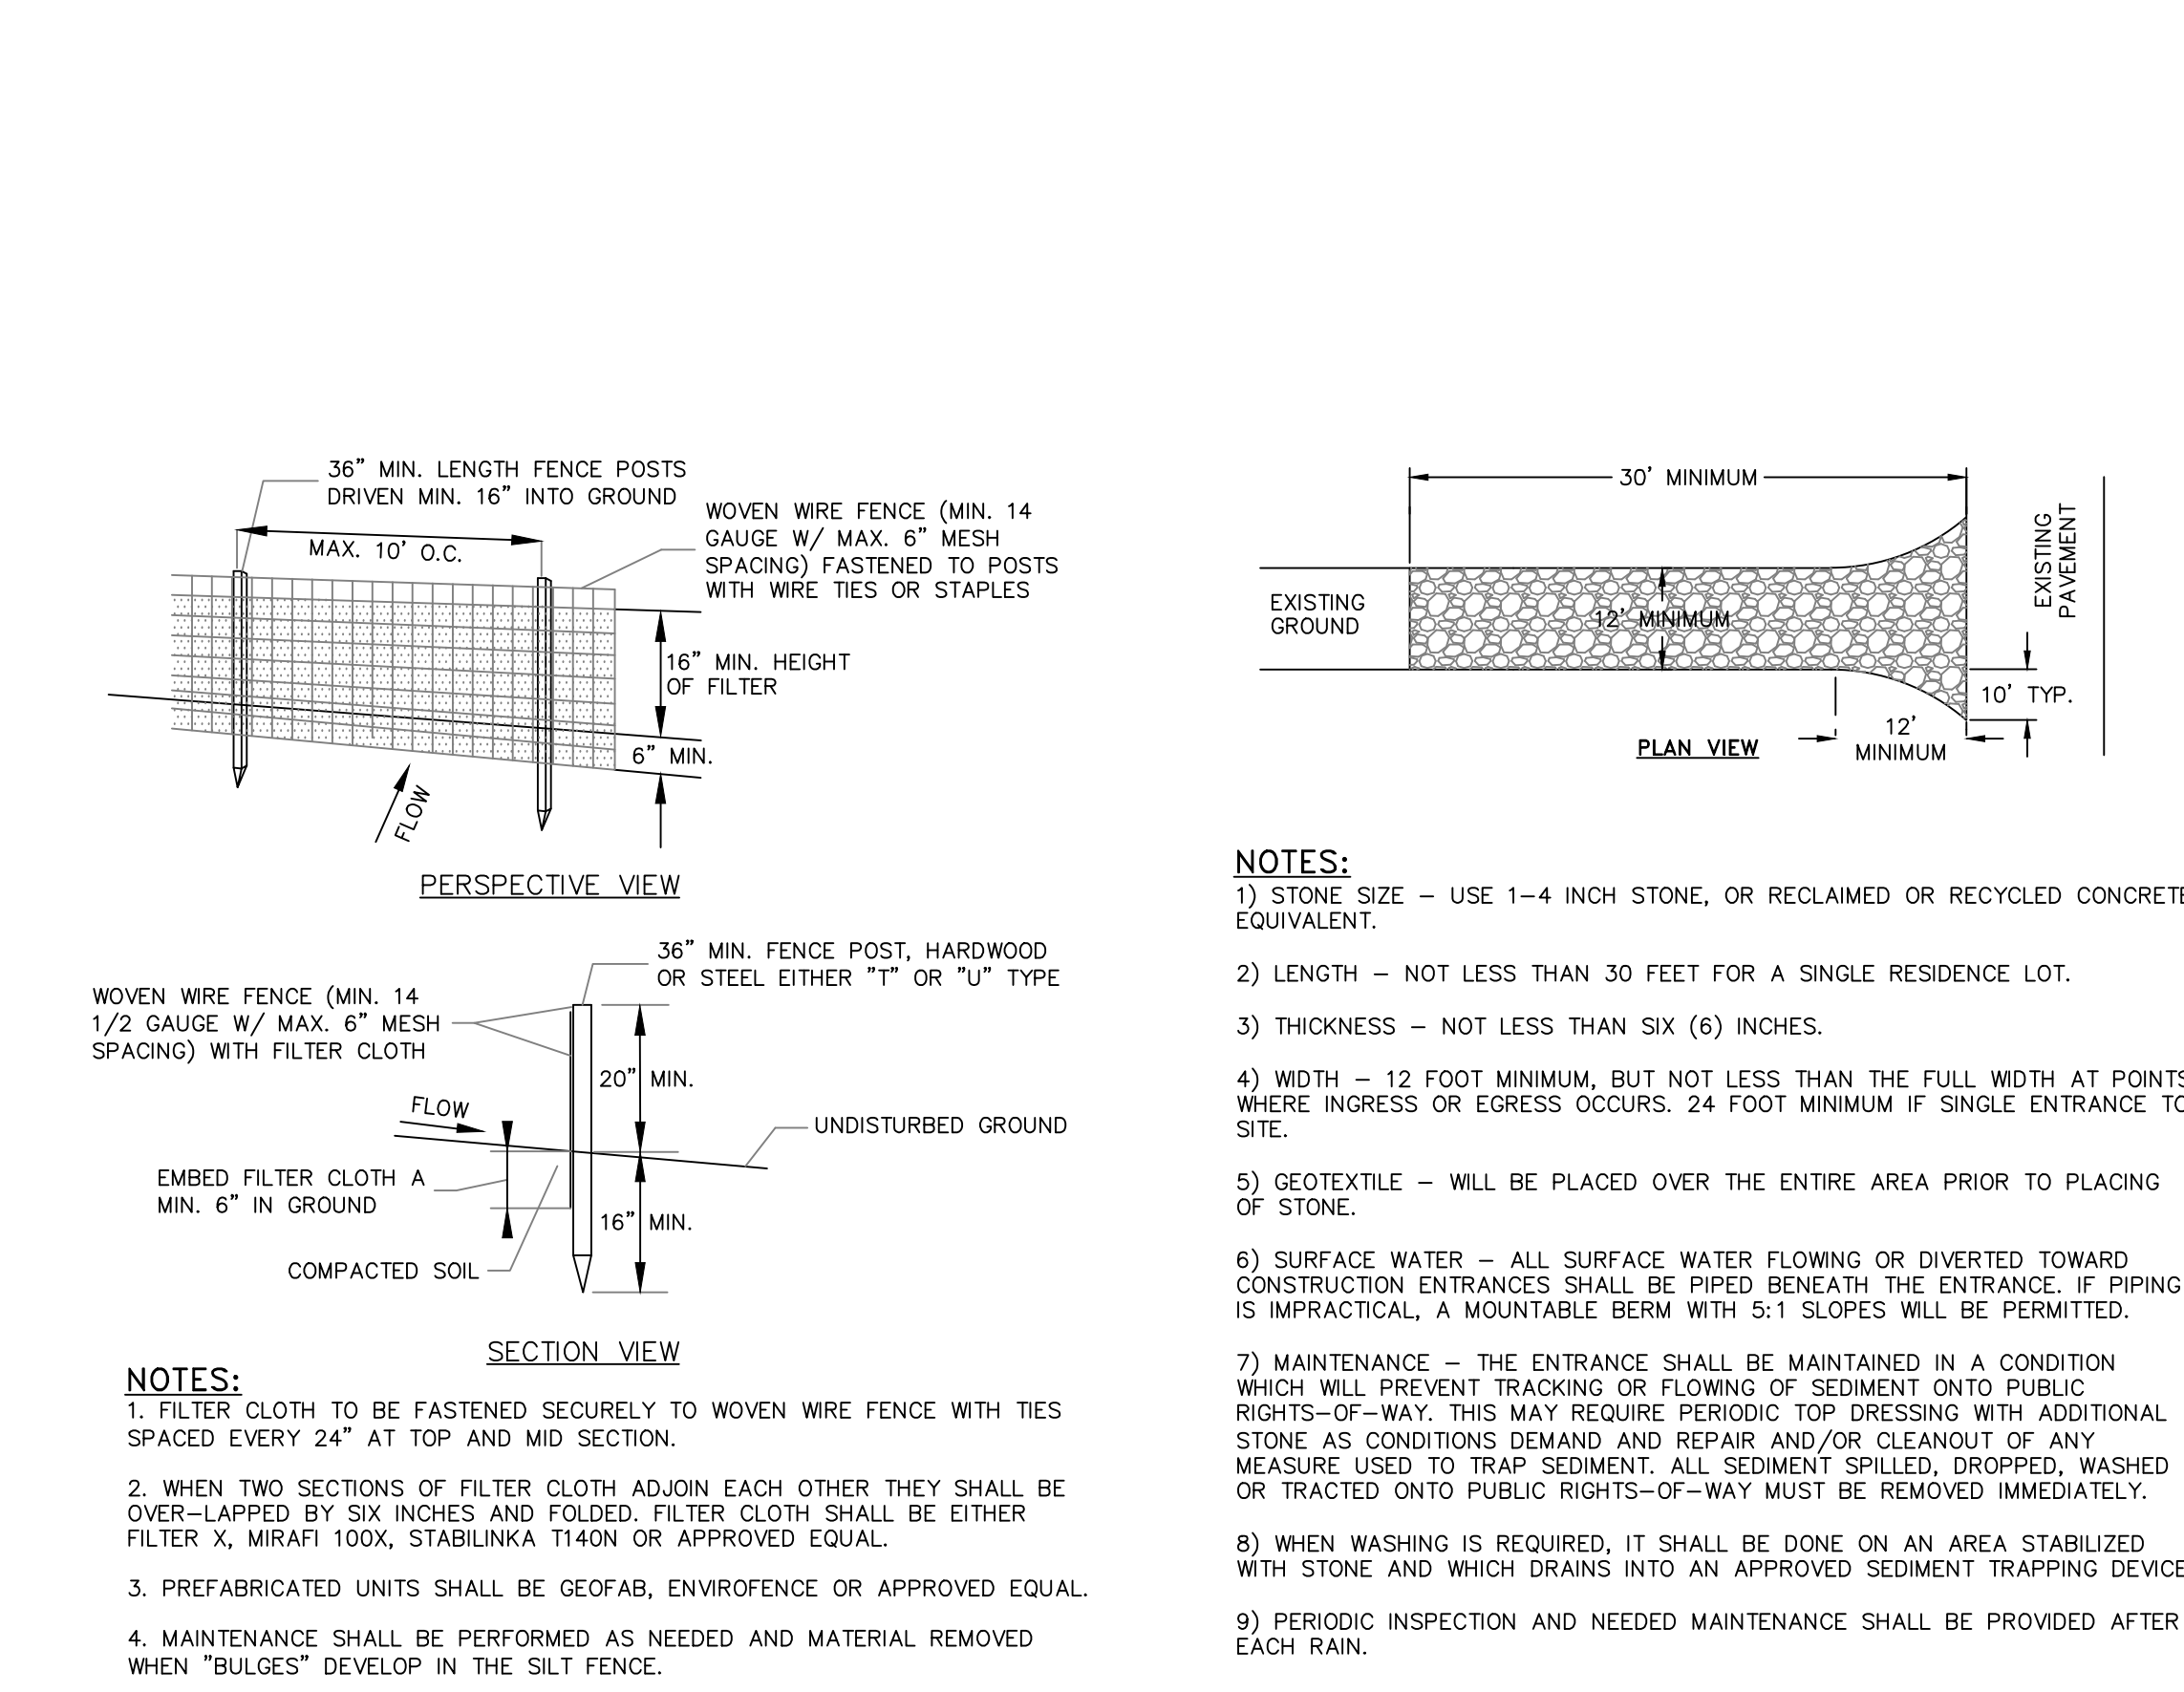 36” MIN. LENGTH FENCE POSTS
DRIVEN MIN. 16” INTO GROUND
MAX. 10’ O.C.
WOVEN WIRE FENCE (MIN. 14
GAUGE W/ MAX. 6” MESH
SPACING) FASTENED TO POSTS
WITH WIRE TIES OR STAPLES
16” MIN. HEIGHT
OF FILTER
6” MIN.
FLOW
PERSPECTIVE VIEW
36” MIN. FENCE POST, HARDWOOD
OR STEEL EITHER ”T” OR ”U” TYPE
WOVEN WIRE FENCE (MIN. 14
1/2 GAUGE W/ MAX. 6” MESH
SPACING) WITH FILTER CLOTH
20” MIN.
FLOW
UNDISTURBED GROUND
EMBED FILTER CLOTH A
MIN. 6” IN GROUND
16” MIN.
COMPACTED SOIL
SECTION VIEW
NOTES:
1. FILTER CLOTH TO BE FASTENED SECURELY TO WOVEN WIRE FENCE WITH TIES
SPACED EVERY 24” AT TOP AND MID SECTION.
2. WHEN TWO SECTIONS OF FILTER CLOTH ADJOIN EACH OTHER THEY SHALL BE
OVER–LAPPED BY SIX INCHES AND FOLDED. FILTER CLOTH SHALL BE EITHER
FILTER X, MIRAFI 100X, STABILINKA T140N OR APPROVED EQUAL.
3. PREFABRICATED UNITS SHALL BE GEOFAB, ENVIROFENCE OR APPROVED EQUAL.
4. MAINTENANCE SHALL BE PERFORMED AS NEEDED AND MATERIAL REMOVED
WHEN ”BULGES” DEVELOP IN THE SILT FENCE.
30’ MINIMUM
EXISTING
PAVEMENT
EXISTING
GROUND
12’ MINIMUM
10’ TYP.
12’
MINIMUM
PLAN VIEW
NOTES:
1) STONE SIZE – USE 1–4 INCH STONE, OR RECLAIMED OR RECYCLED CONCRETE
EQUIVALENT.
2) LENGTH – NOT LESS THAN 30 FEET FOR A SINGLE RESIDENCE LOT.
3) THICKNESS – NOT LESS THAN SIX (6) INCHES.
4) WIDTH – 12 FOOT MINIMUM, BUT NOT LESS THAN THE FULL WIDTH AT POINTS
WHERE INGRESS OR EGRESS OCCURS. 24 FOOT MINIMUM IF SINGLE ENTRANCE TO
SITE.
5) GEOTEXTILE – WILL BE PLACED OVER THE ENTIRE AREA PRIOR TO PLACING
OF STONE.
6) SURFACE WATER – ALL SURFACE WATER FLOWING OR DIVERTED TOWARD
CONSTRUCTION ENTRANCES SHALL BE PIPED BENEATH THE ENTRANCE. IF PIPING
IS IMPRACTICAL, A MOUNTABLE BERM WITH 5:1 SLOPES WILL BE PERMITTED.
7) MAINTENANCE – THE ENTRANCE SHALL BE MAINTAINED IN A CONDITION
WHICH WILL PREVENT TRACKING OR FLOWING OF SEDIMENT ONTO PUBLIC
RIGHTS–OF–WAY. THIS MAY REQUIRE PERIODIC TOP DRESSING WITH ADDITIONAL
STONE AS CONDITIONS DEMAND AND REPAIR AND/OR CLEANOUT OF ANY
MEASURE USED TO TRAP SEDIMENT. ALL SEDIMENT SPILLED, DROPPED, WASHED
OR TRACTED ONTO PUBLIC RIGHTS–OF–WAY MUST BE REMOVED IMMEDIATELY.
8) WHEN WASHING IS REQUIRED, IT SHALL BE DONE ON AN AREA STABILIZED
WITH STONE AND WHICH DRAINS INTO AN APPROVED SEDIMENT TRAPPING DEVICE
9) PERIODIC INSPECTION AND NEEDED MAINTENANCE SHALL BE PROVIDED AFTER
EACH RAIN.